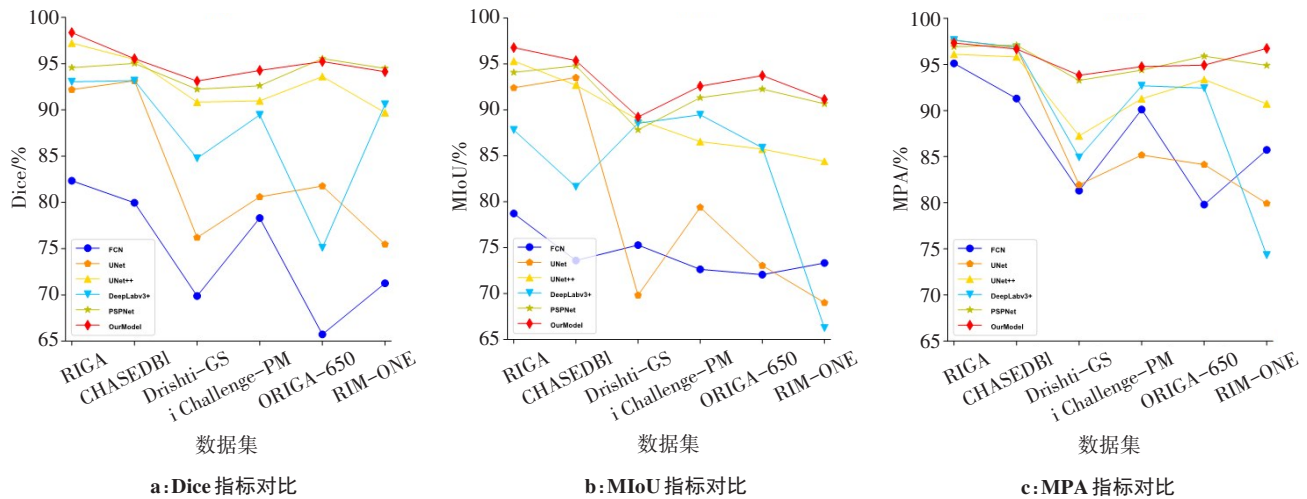 100
95
90
85
80
75
70
65
Dice/%
FCN
UNet
UNet++
DeepLabv3+
PSPNet
OurModel
RIGA
CHASEDBl
Drishti-GS
i Challenge-PM
ORIGA-650
RIM-ONE
数据集
a:Dice 指标对比
100
95
90
85
80
75
70
65
MIoU/%
FCN
UNet
UNet++
DeepLabv3+
PSPNet
OurModel
RIGA
CHASEDBl
Drishti-GS
i Challenge-PM
ORIGA-650
RIM-ONE
数据集
b:MIoU 指标对比
100
95
90
85
80
75
70
65
MPA/%
FCN
UNet
UNet++
DeepLabv3+
PSPNet
OurModel
RIGA
CHASEDBl
Drishti-GS
i Challenge-PM
ORIGA-650
RIM-ONE
数据集
c:MPA 指标对比